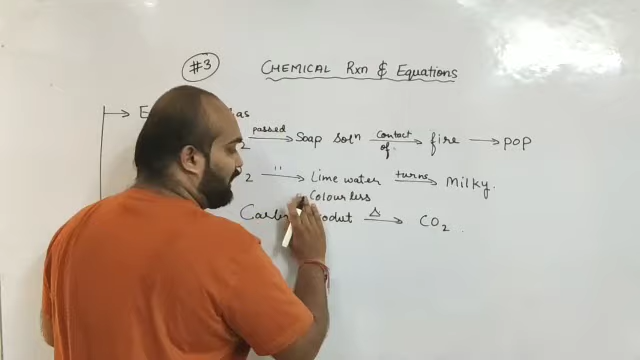 #3 CHEMICAL Rxn & Equations
E as
2 passed → Soap soln contact of → fire → pop
2 '' → Lime water turns → Milky.
Colourless
Carb Produt Δ → CO2.